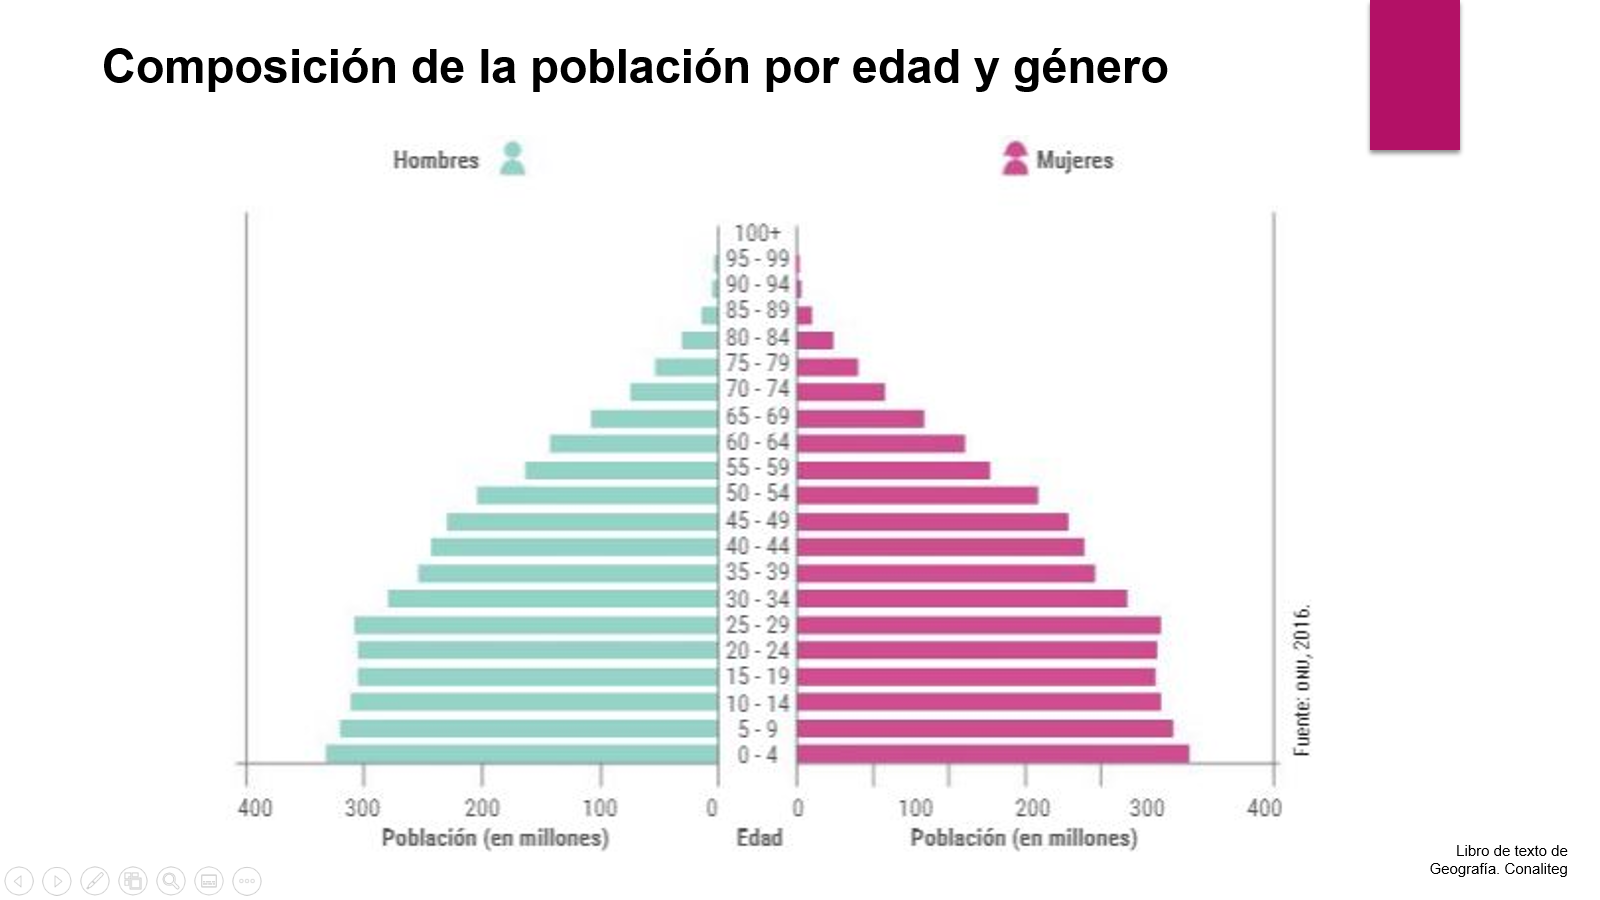 Composición de la población por edad y género
Hombres
Mujeres
100+
95 - 99
90 - 94
85 - 89
80 - 84
75 - 79
70 - 74
65 - 69
60 - 64
55 - 59
50 - 54
45 - 49
40 - 44
35 - 39
30 - 34
25 - 29
20 - 24
15 - 19
10 - 14
5 - 9
0 - 4
400 300 200 100 0 0 100 200 300 400
Población (en millones) Edad Población (en millones)
Fuente: ONU, 2016.
Libro de texto de
Geografía. Conaliteg